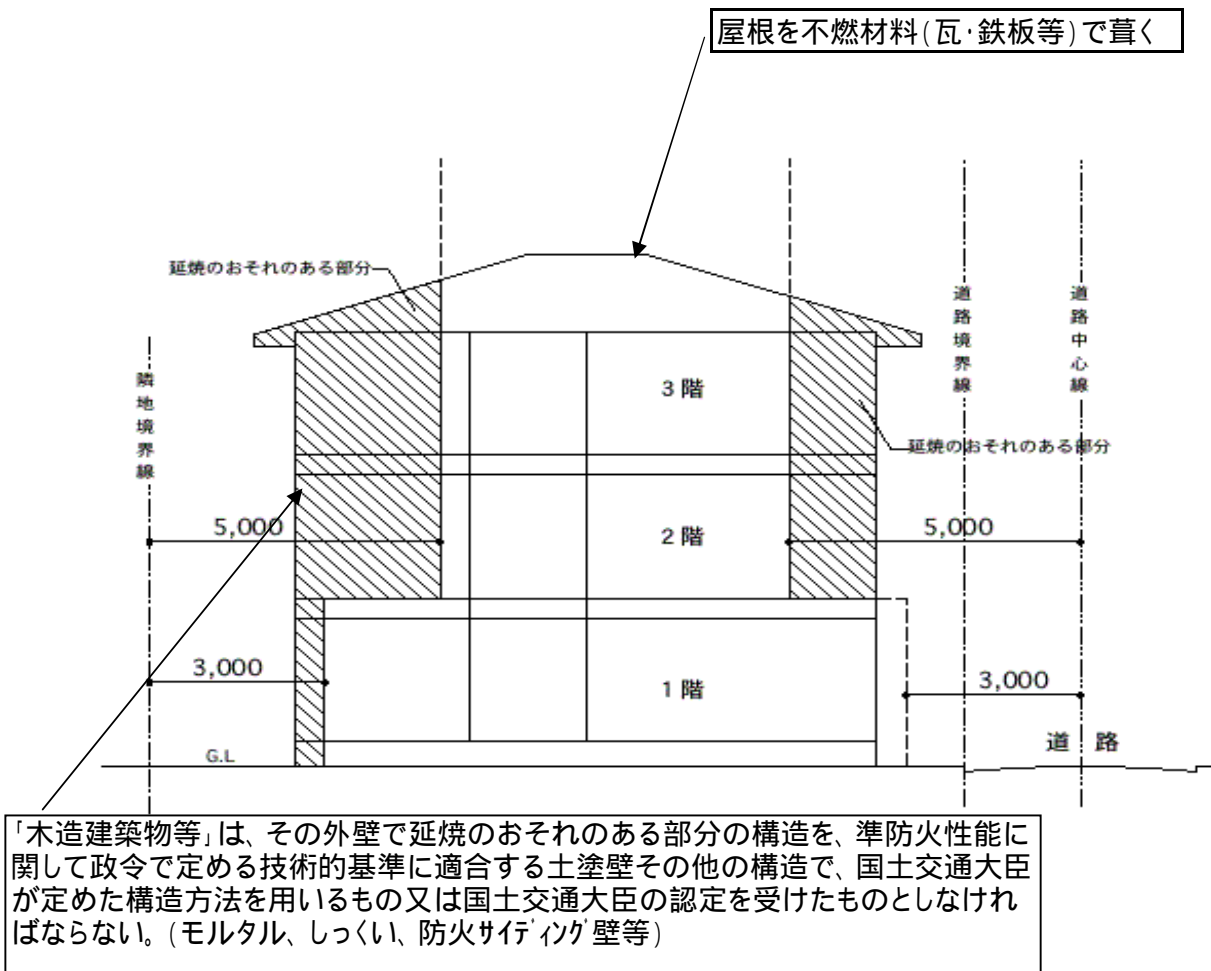 屋根を不燃材料(瓦・鉄板等)で葺く
延焼のおそれのある部分
道路境界線
道路中心線
隣地境界線
3階
延焼のおそれのある部分
5,000
2階
5,000
3,000
1階
3,000
道路
G.L
「木造建築物等」は、その外壁で延焼のおそれのある部分の構造を、準防火性能に
関して政令で定める技術的基準に適合する土塗壁その他の構造で、国土交通大臣
が定めた構造方法を用いるもの又は国土交通大臣の認定を受けたものとしなけれ
ばならない。(モルタル、しっくい、防火サイディング壁等)